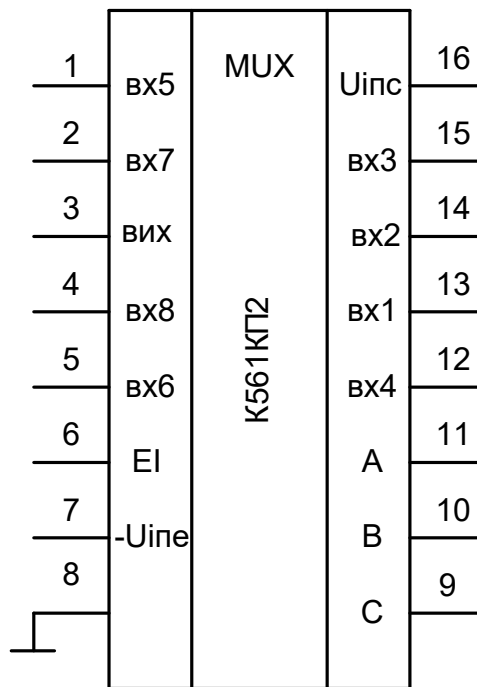 1 вх5 MUX Uіпс 16
2 вх7 вх3 15
3 вих вх2 14
4 вх8 вх1 13
5 вх6 вх4 12
К561КП2
6 EI A 11
7 -Uіпе B 10
8 C 9